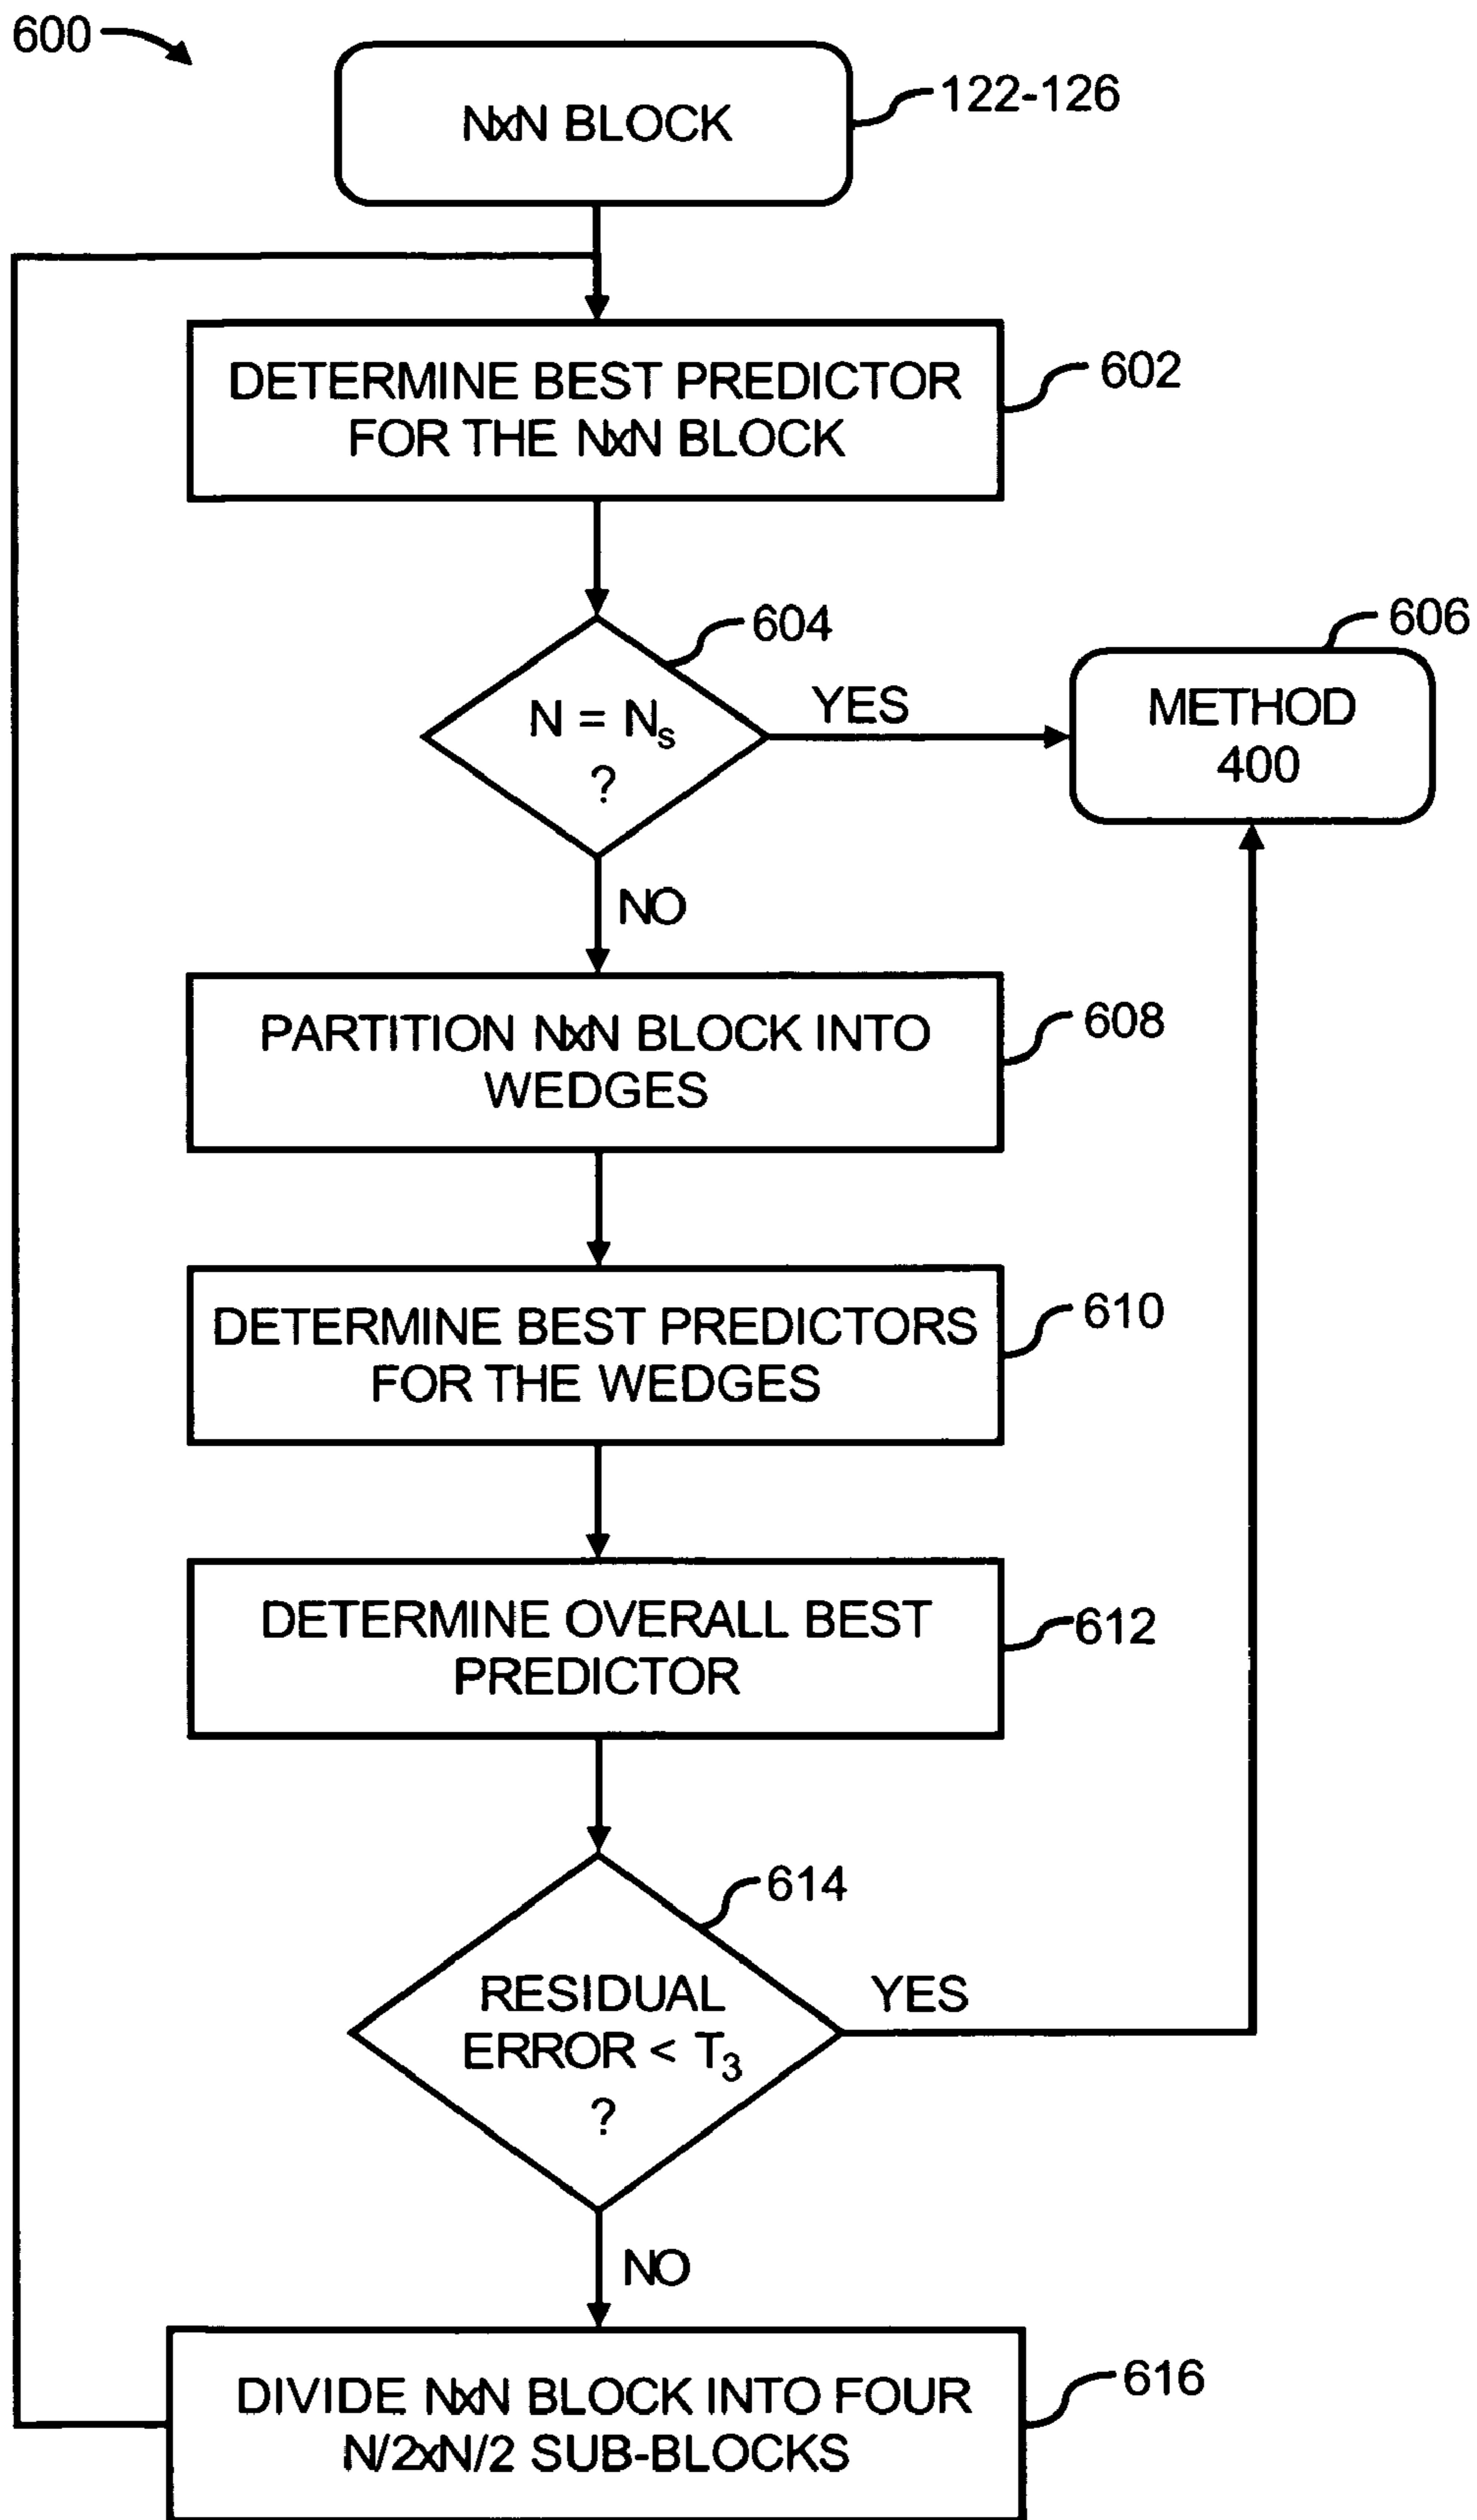 600
NxN BLOCK
122-126
DETERMINE BEST PREDICTOR
FOR THE NxN BLOCK
602
604
N = Ns
?
YES
606
METHOD
400
NO
PARTITION NxN BLOCK INTO
WEDGES
608
DETERMINE BEST PREDICTORS
FOR THE WEDGES
610
DETERMINE OVERALL BEST
PREDICTOR
612
614
RESIDUAL
ERROR < T3
?
YES
NO
DIVIDE NxN BLOCK INTO FOUR
N/2xN/2 SUB-BLOCKS
616